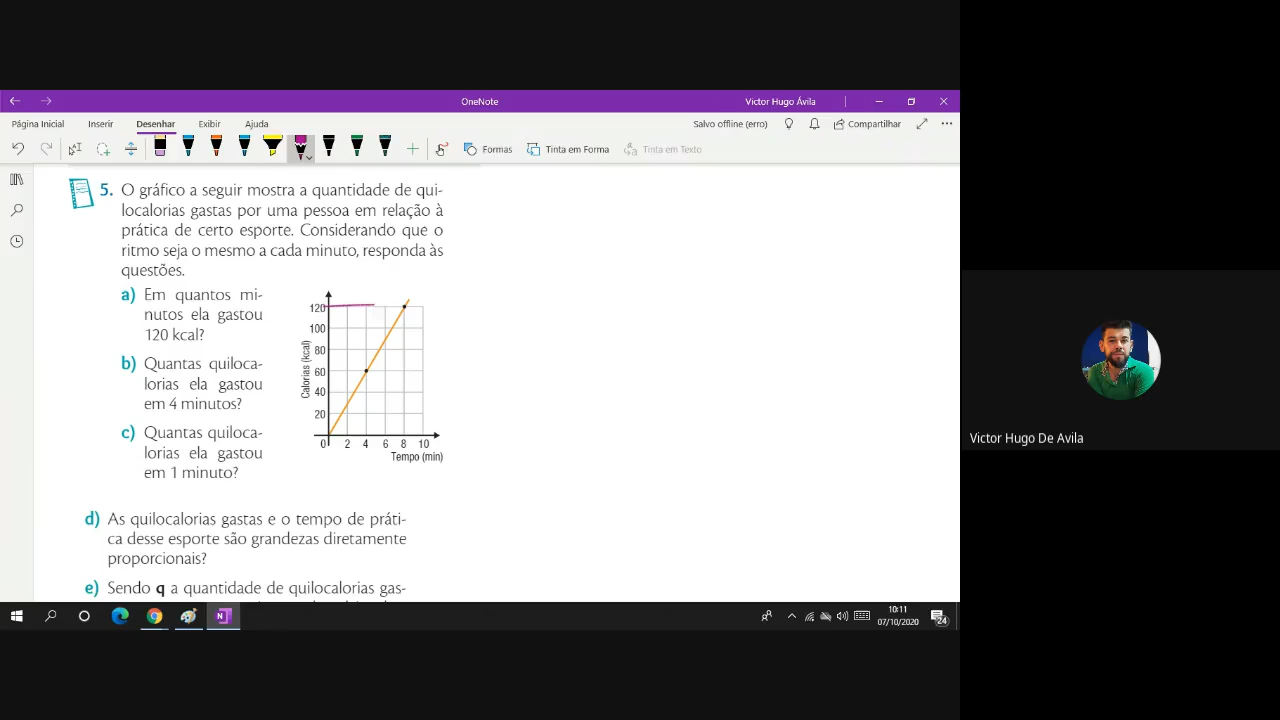 OneNote
Victor Hugo Ávila
Página Inicial
Inserir
Desenhar
Exibir
Ajuda
Salvo offline (erro)
Compartilhar
Formas
Tinta em Forma
Tinta em Texto
5. O gráfico a seguir mostra a quantidade de qui-
localorias gastas por uma pessoa em relação à
prática de certo esporte. Considerando que o
ritmo seja o mesmo a cada minuto, responda às
questões.
a) Em quantos mi-
nutos ela gastou
120 kcal?
b) Quantas quiloca-
lorias ela gastou
em 4 minutos?
c) Quantas quiloca-
lorias ela gastou
em 1 minuto?
Calorias (kcal)
120
100
80
60
40
20
0 2 4 6 8 10
Tempo (min)
d) As quilocalorias gastas e o tempo de práti-
ca desse esporte são grandezas diretamente
proporcionais?
e) Sendo q a quantidade de quilocalorias gas-
Victor Hugo De Avila
10:11
07/10/2020
24